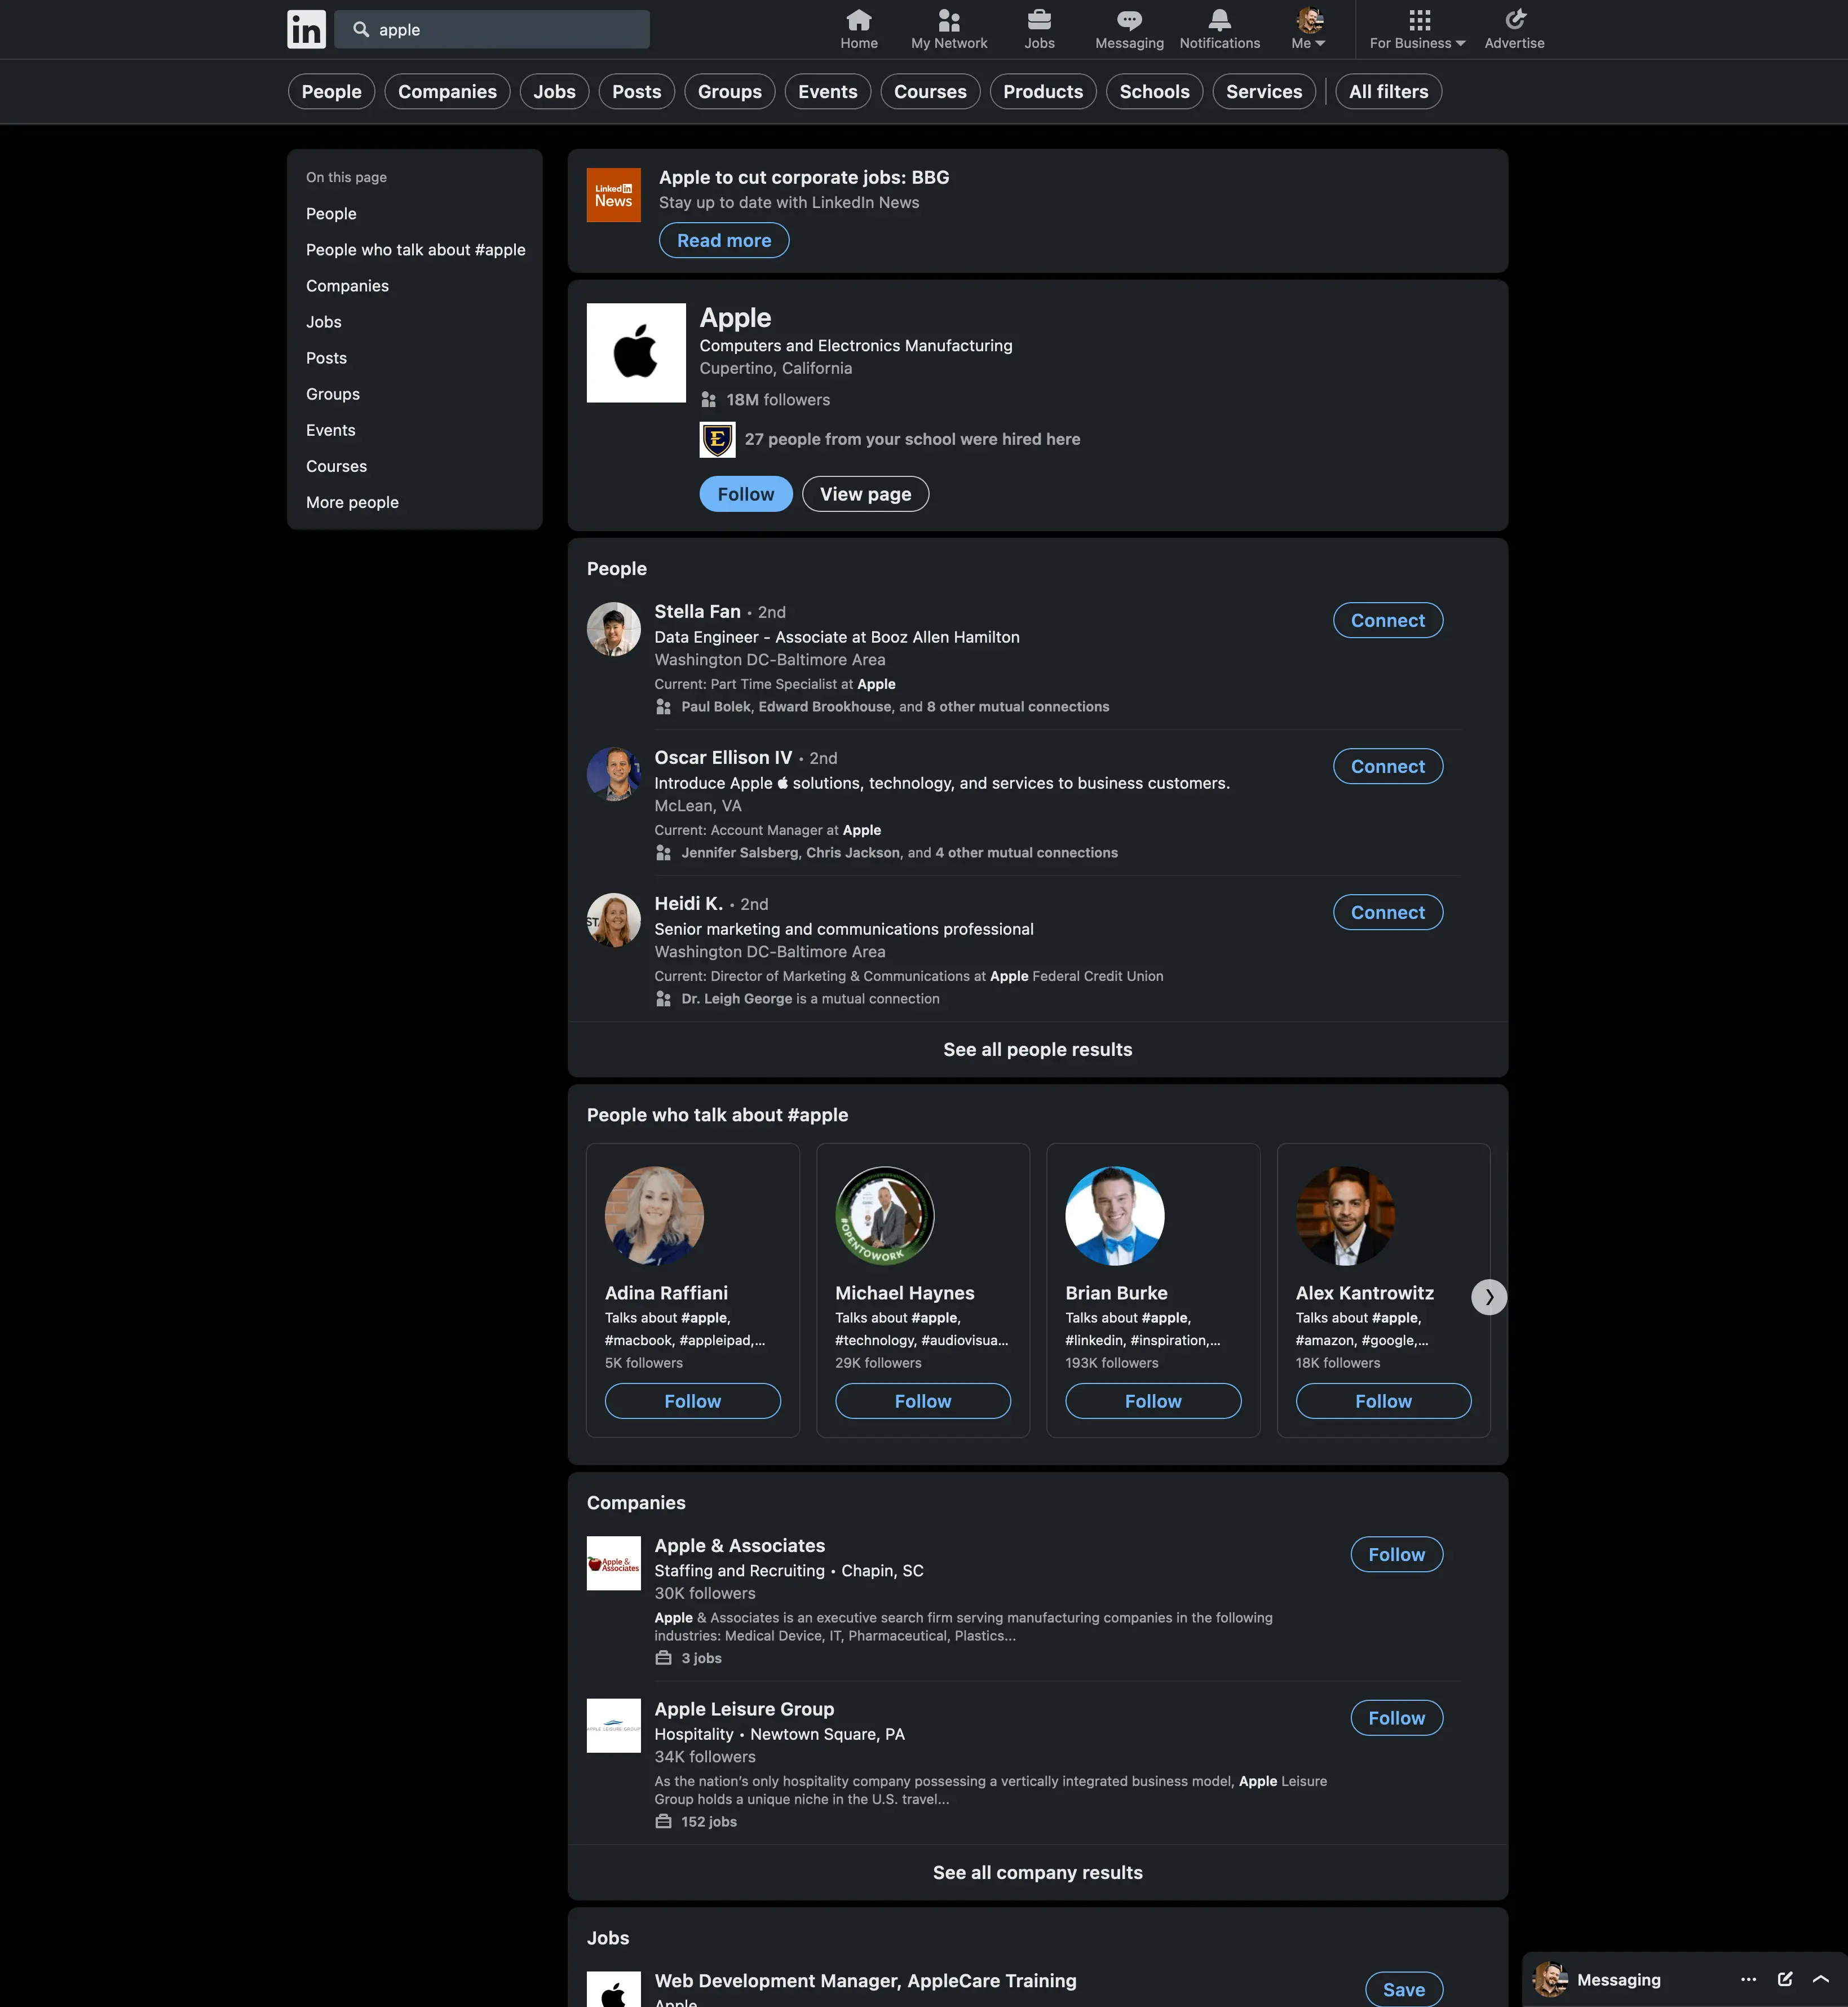 in
apple
Home
My Network
Jobs
Messaging
Notifications
Me
For Business
Advertise
People
Companies
Jobs
Posts
Groups
Events
Courses
Products
Schools
Services
All filters
On this page
People
People who talk about #apple
Companies
Jobs
Posts
Groups
Events
Courses
More people
Linked in
News
Apple to cut corporate jobs: BBG
Stay up to date with LinkedIn News
Read more
Apple
Computers and Electronics Manufacturing
Cupertino, California
18M followers
E
27 people from your school were hired here
Follow
View page
People
Stella Fan • 2nd
Connect
Data Engineer - Associate at Booz Allen Hamilton
Washington DC-Baltimore Area
Current: Part Time Specialist at Apple
Paul Bolek, Edward Brookhouse, and 8 other mutual connections
Oscar Ellison IV • 2nd
Connect
Introduce Apple solutions, technology, and services to business customers.
McLean, VA
Current: Account Manager at Apple
Jennifer Salsberg, Chris Jackson, and 4 other mutual connections
ST
Heidi K. • 2nd
Connect
Senior marketing and communications professional
Washington DC-Baltimore Area
Current: Director of Marketing & Communications at Apple Federal Credit Union
Dr. Leigh George is a mutual connection
See all people results
People who talk about #apple
Adina Raffiani
Talks about #apple,
#macbook, #appleipad,...
5K followers
Follow
#OPENTOWORK
Michael Haynes
Talks about #apple,
#technology, #audiovisua...
29K followers
Follow
Brian Burke
Talks about #apple,
#linkedin, #inspiration,...
193K followers
Follow
Alex Kantrowitz
Talks about #apple,
#amazon, #google,...
18K followers
Follow
Companies
Apple &
Associates
Apple & Associates
Follow
Staffing and Recruiting • Chapin, SC
30K followers
Apple & Associates is an executive search firm serving manufacturing companies in the following
industries: Medical Device, IT, Pharmaceutical, Plastics...
3 jobs
APPLE LEISURE GROUP
Apple Leisure Group
Follow
Hospitality • Newtown Square, PA
34K followers
As the nation's only hospitality company possessing a vertically integrated business model, Apple Leisure
Group holds a unique niche in the U.S. travel...
152 jobs
See all company results
Jobs
Web Development Manager, AppleCare Training
Save
Apple
Messaging